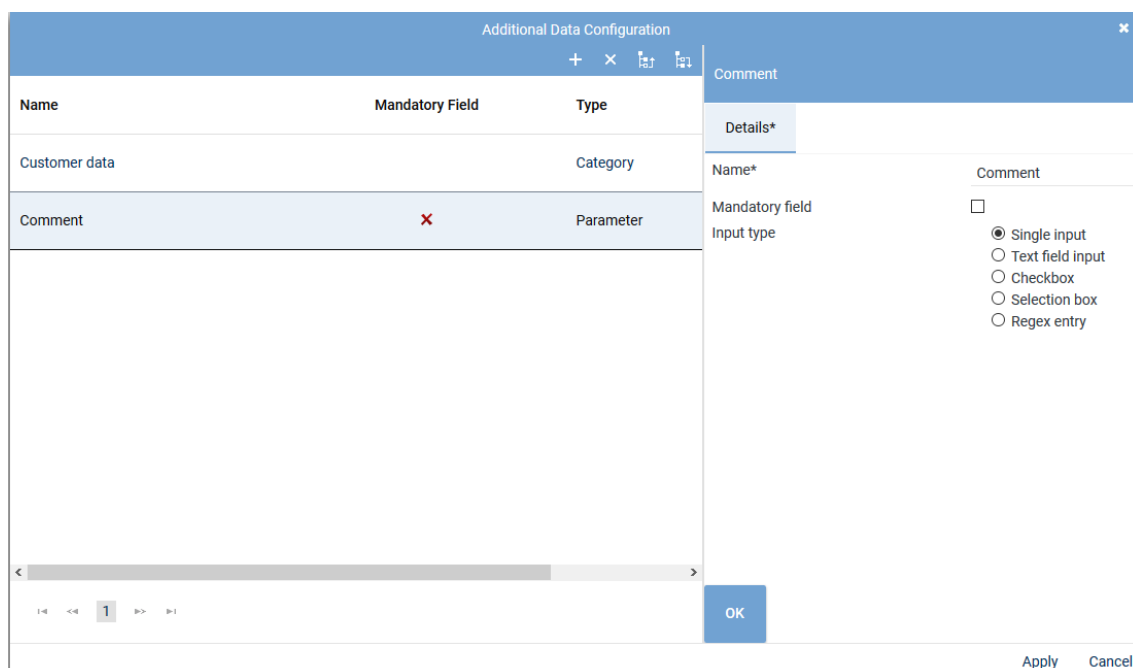 Additional Data Configuration
Comment
Name Mandatory Field Type
Details*
Customer data Category
Name* Comment
Comment Parameter
Mandatory field
Input type
Single input
Text field input
Checkbox
Selection box
Regex entry
1
OK
Apply Cancel